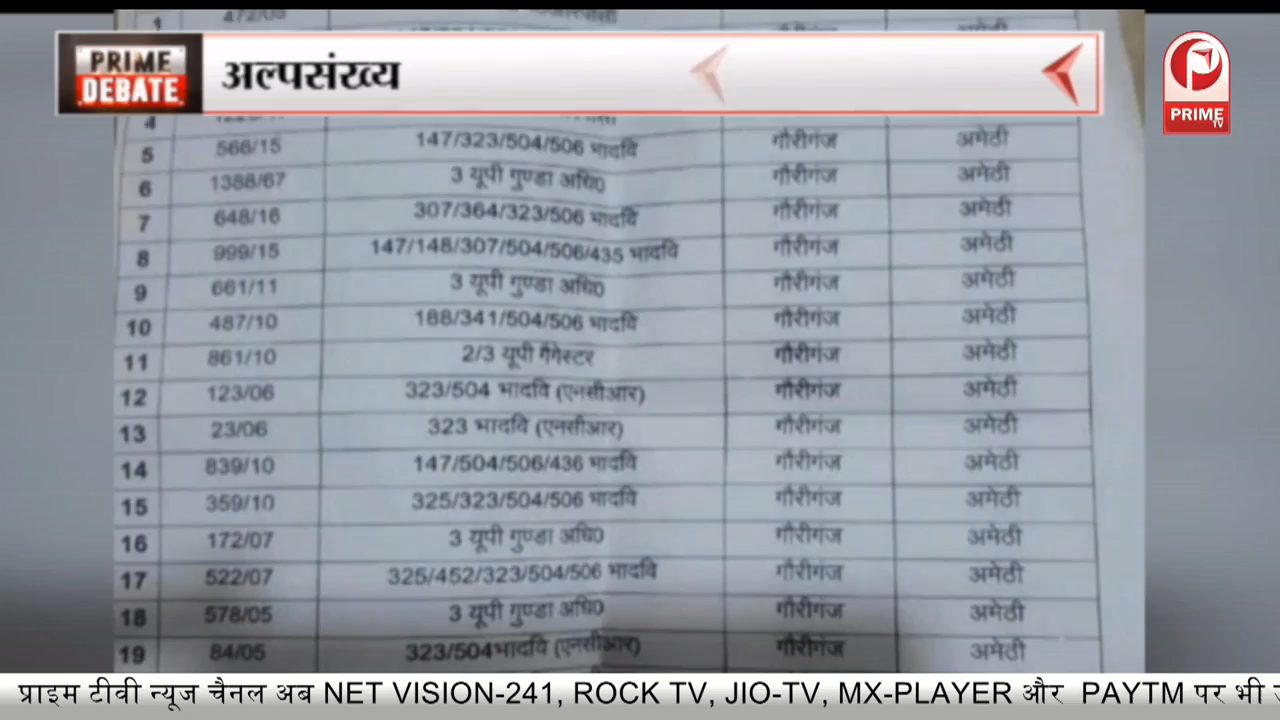 1 472/05
PRIME DEBATE
अल्पसंख्य
PRIME TV
4
5 566/15 147/323/504/506 भादवि गौरीगंज अमेठी
6 1388/67 3 यूपी गुण्डा अधि0 गौरीगंज अमेठी
7 648/16 307/364/323/506 भादवि गौरीगंज अमेठी
8 999/15 147/148/307/504/506/435 भादवि गौरीगंज अमेठी
9 661/11 3 यूपी गुण्डा अधि0 गौरीगंज अमेठी
10 487/10 188/341/504/506 भादवि गौरीगंज अमेठी
11 861/10 2/3 यूपी गैंगेस्टर गौरीगंज अमेठी
12 123/06 323/504 भादवि (एनसीआर) गौरीगंज अमेठी
13 23/06 323 भादवि (एनसीआर) गौरीगंज अमेठी
14 839/10 147/504/506/436 भादवि गौरीगंज अमेठी
15 359/10 325/323/504/506 भादवि गौरीगंज अमेठी
16 172/07 3 यूपी गुण्डा अधि0 गौरीगंज अमेठी
17 522/07 325/452/323/504/506 भादवि गौरीगंज अमेठी
18 578/05 3 यूपी गुण्डा अधि0 गौरीगंज अमेठी
19 84/05 323/504भादवि (एनसीआर) गौरीगंज अमेठी
प्राइम टीवी न्यूज चैनल अब NET VISION-241, ROCK TV, JIO-TV, MX-PLAYER और PAYTM पर भी